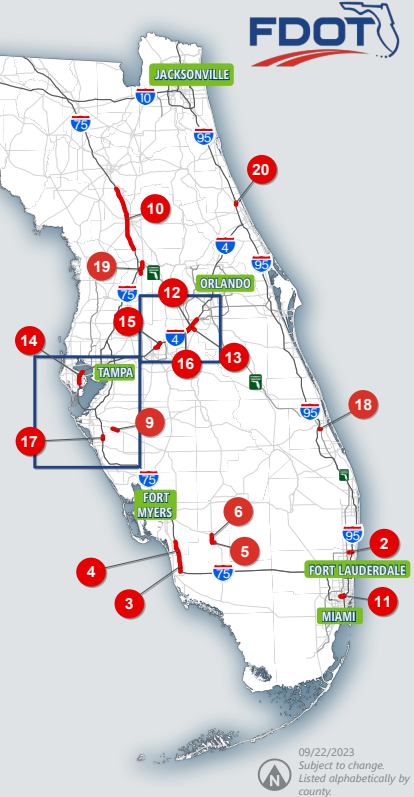 FDOT
JACKSONVILLE
10
75
95
20
10
4
19
95
ORLANDO
75
12
15
4
14
TAMPA
16
13
9
95
18
17
75
FORT
MYERS
6
95
2
5
4
75
FORT LAUDERDALE
3
11
MIAMI
09/22/2023
Subject to change.
Listed alphabetically by
county.
N